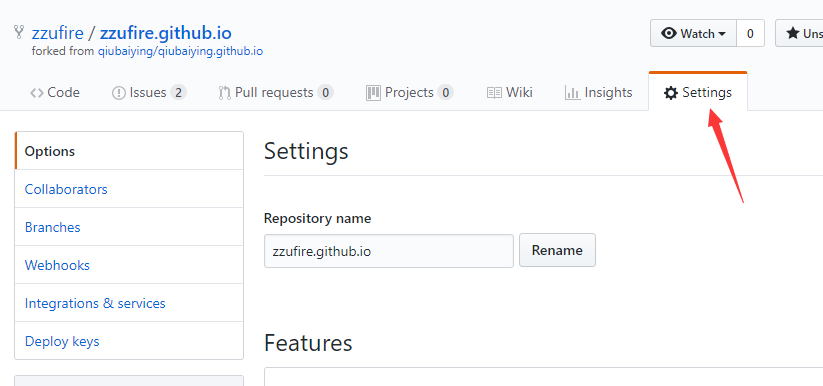 zzufire / zzufire.github.io
Watch 0 Uns
forked from qiubaiying/qiubaiying.github.io
Code Issues 2 Pull requests 0 Projects 0 Wiki Insights Settings
Options
Settings
Collaborators
Branches
Repository name
zzufire.github.io Rename
Webhooks
Integrations & services
Deploy keys
Features